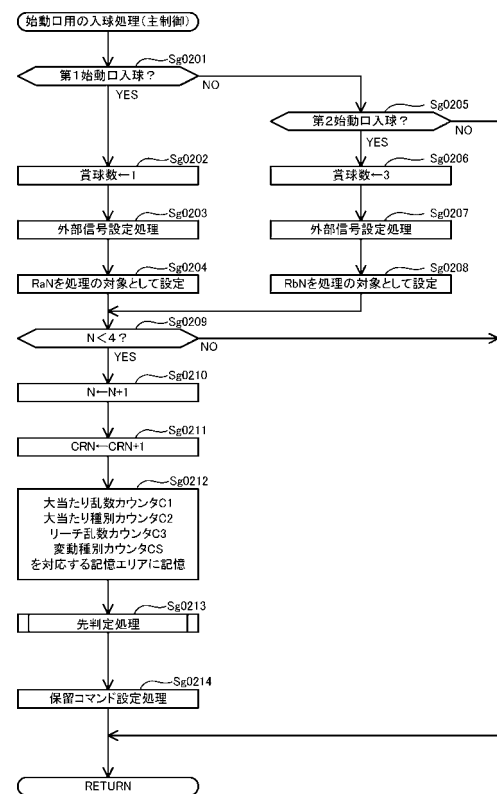 始動口用の入球処理(主制御)
Sg0201
第1始動口入球?
NO
YES
Sg0205
第2始動口入球?
NO
YES
Sg0202
賞球数←1
Sg0206
賞球数←3
Sg0203
外部信号設定処理
Sg0207
外部信号設定処理
Sg0204
RaNを処理の対象として設定
Sg0208
RbNを処理の対象として設定
Sg0209
N<4?
NO
YES
Sg0210
N←N+1
Sg0211
CRN←CRN+1
Sg0212
大当たり乱数カウンタC1
大当たり種別カウンタC2
リーチ乱数カウンタC3
変動種別カウンタCS
を対応する記憶エリアに記憶
Sg0213
先判定処理
Sg0214
保留コマンド設定処理
RETURN